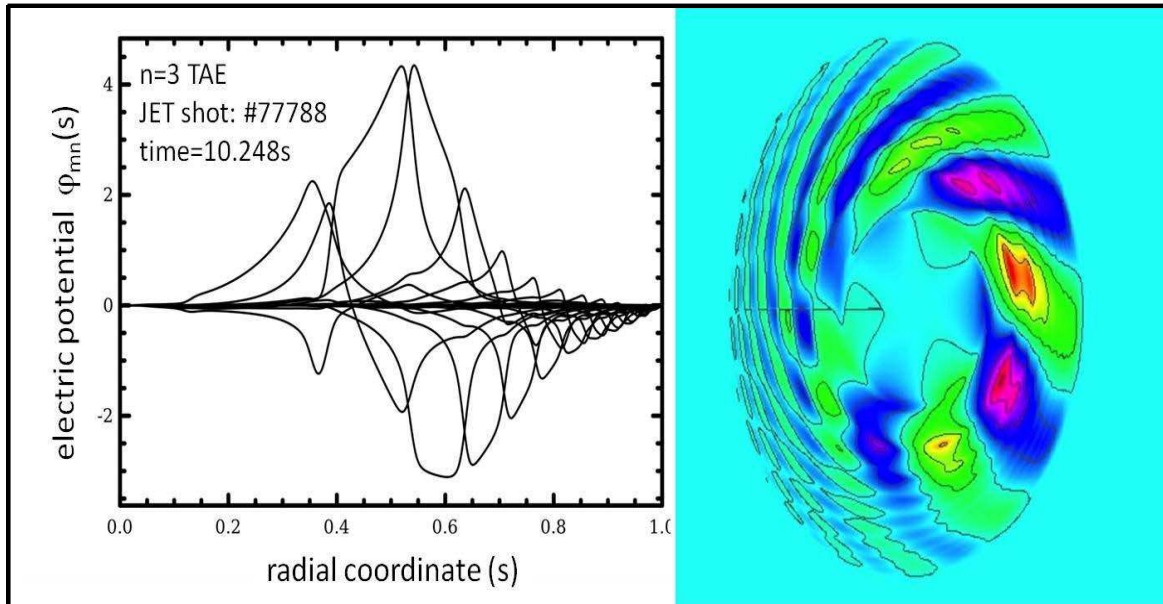 n=3 TAE
JET shot: #77788
time=10.248s
electric potential φmn(s)
4
2
0
-2
0.0 0.2 0.4 0.6 0.8 1.0
radial coordinate (s)